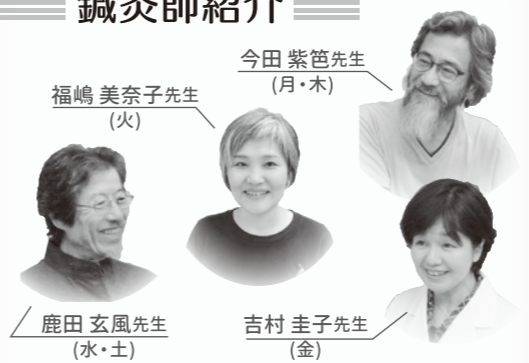 鍼灸師紹介
今田 紫芭先生
(月・木)
福嶋 美奈子先生
(火)
鹿田 玄風先生
(水・土)
吉村 圭子先生
(金)